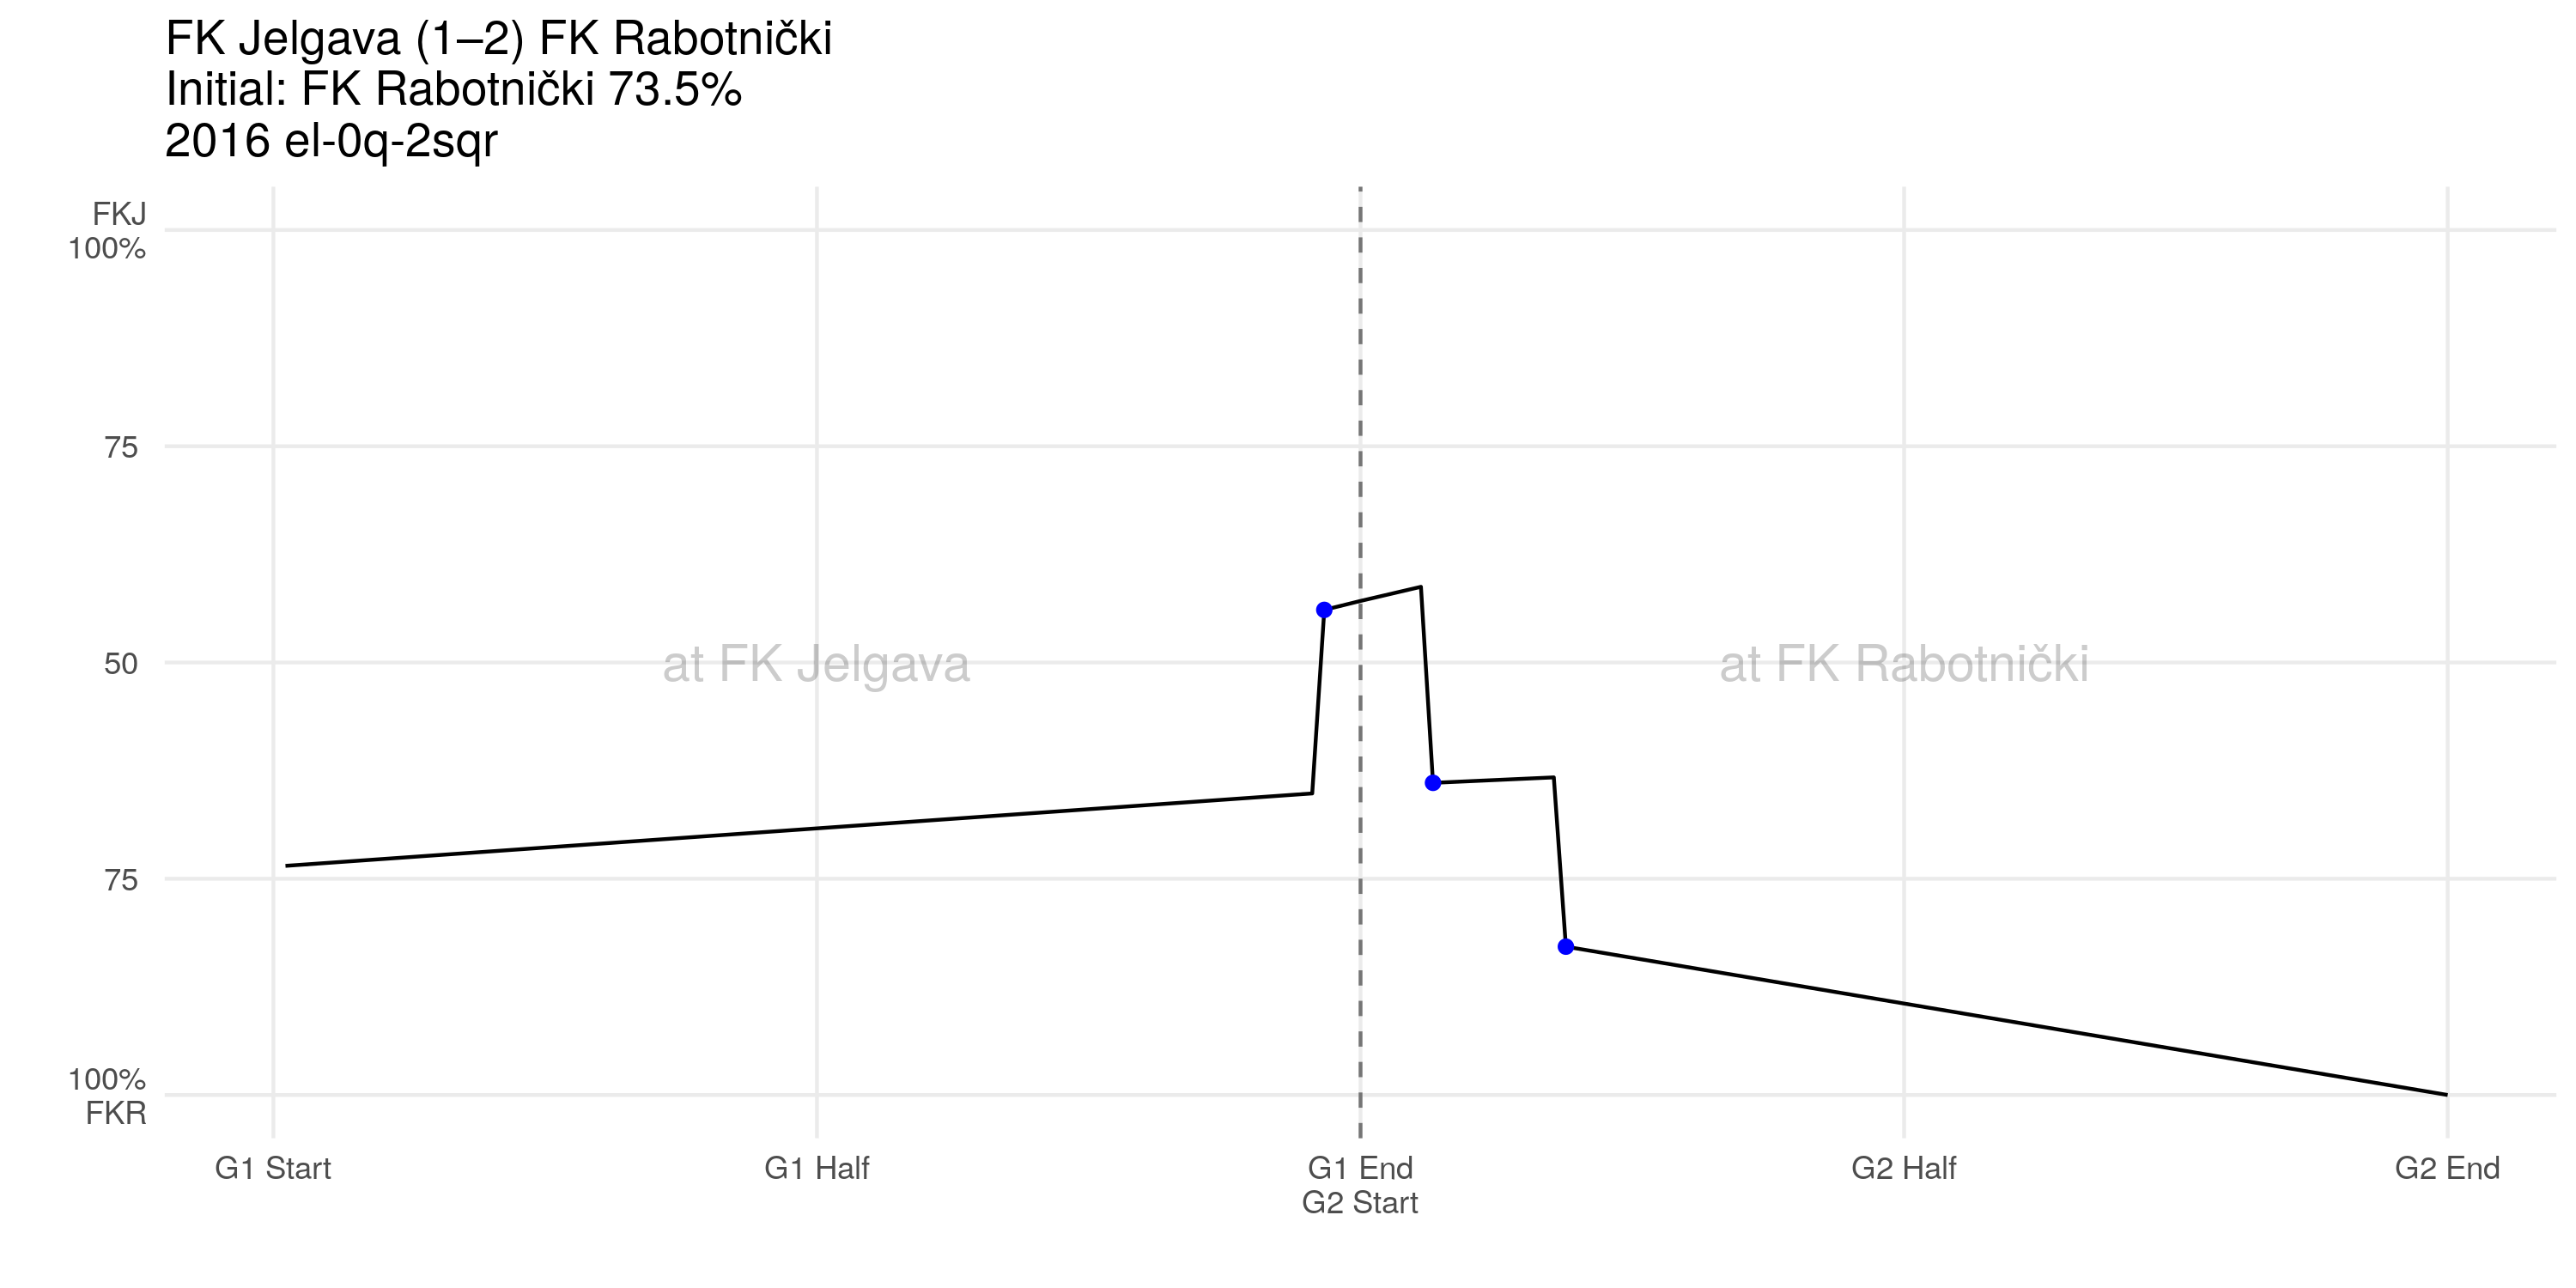 FK Jelgava (1–2) FK Rabotnički
Initial: FK Rabotnički 73.5%
2016 el-0q-2sqr
FKJ
100%
75
50
75
100%
FKR
at FK Jelgava
at FK Rabotnički
G1 Start
G1 Half
G1 End
G2 Start
G2 Half
G2 End